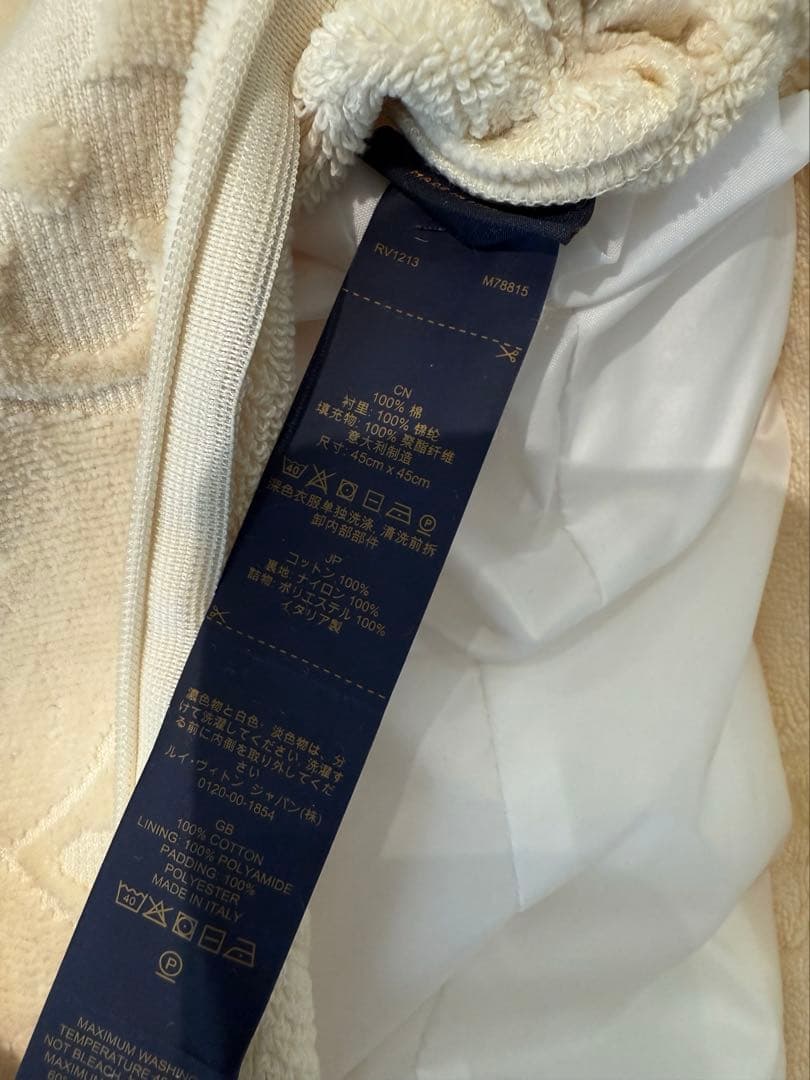 RV1213
M78815
CN
100% 棉
衬里: 100% 锦纶
填充物: 100% 聚酯纤维
意大利制造
尺寸: 45cm x 45cm
40 P
深色衣服单独洗涤, 清洗前拆
卸内部部件
JP
コットン 100%
裏地: ナイロン 100%
詰物: ポリエステル 100%
イタリア製
濃色物と白色、淡色物は、分
けて洗濯してください. 洗濯す
る前に内側を取り外してくだ
さい
ルイ・ヴィトン ジャパン(株)
0120-00-1854
GB
100% COTTON
LINING: 100% POLYAMIDE
PADDING: 100%
POLYESTER
MADE IN ITALY
40
P
MAXIMUM WASHING
TEMPERATURE
NOT BLEACH